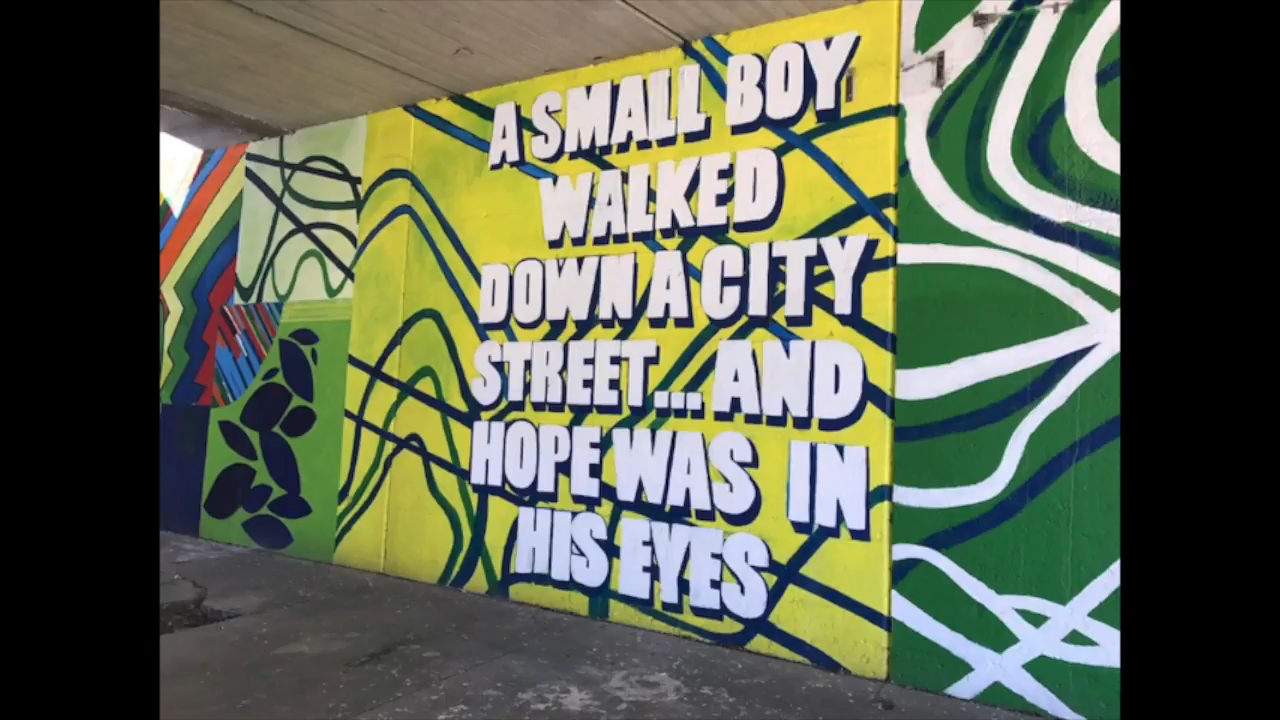 A SMALL BOY
WALKED
DOWN A CITY
STREET...AND
HOPE WAS IN
HIS EYES